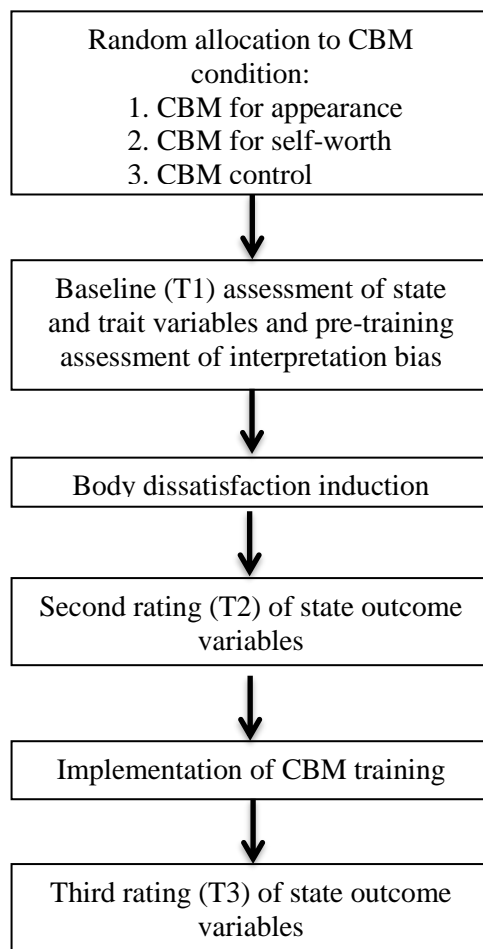 Random allocation to CBM
condition:
1. CBM for appearance
2. CBM for self-worth
3. CBM control
Baseline (T1) assessment of state
and trait variables and pre-training
assessment of interpretation bias
Body dissatisfaction induction
Second rating (T2) of state outcome
variables
Implementation of CBM training
Third rating (T3) of state outcome
variables